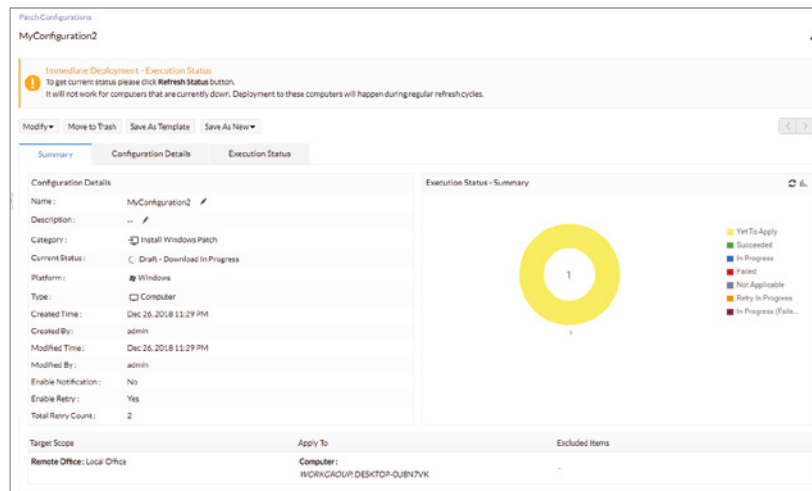 Patch Configurations
MyConfiguration2
Immediate Deployment - Execution Status
To get current status please click Refresh Status button.
It will not work for computers that are currently down. Deployment to these computers will happen during regular refresh cycles.
Modify Move to Trash Save As Template Save As New
Summary Configuration Details Execution Status
Configuration Details
Name : MyConfiguration2
Description : --
Category : Install Windows Patch
Current Status : Draft - Download In Progress
Platform : Windows
Type : Computer
Created Time : Dec 26, 2018 11:29 PM
Created By : admin
Modified Time : Dec 26, 2018 11:29 PM
Modified By : admin
Enable Notification : No
Enable Retry : Yes
Total Retry Count : 2
Execution Status - Summary
1
1
Yet To Apply
Succeeded
In Progress
Failed
Not Applicable
Retry In Progress
In Progress (Faile...
Target Scope Apply To Excluded Items
Remote Office : Local Office Computer : -
WORKGROUP: DESKTOP-0U8N7VK